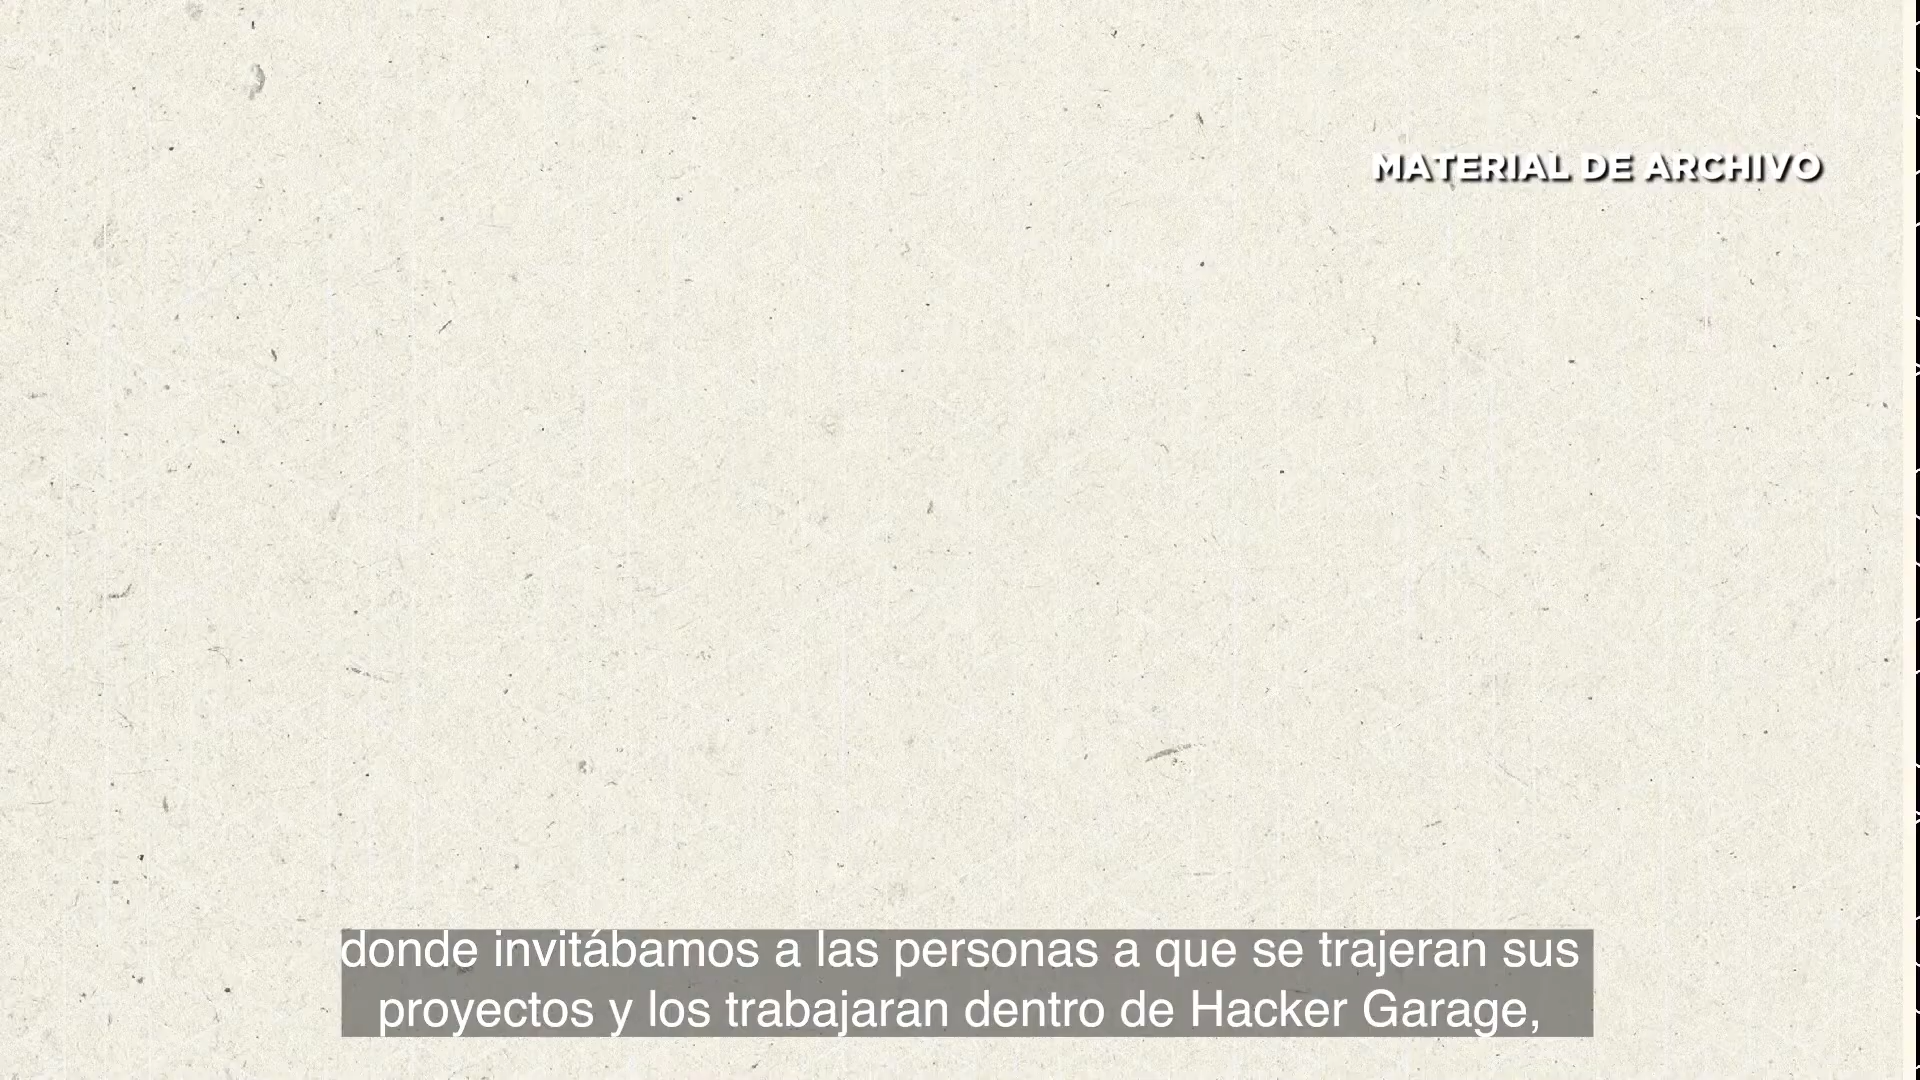 MATERIAL DE ARCHIVO
donde invitábamos a las personas a que se trajeran sus
proyectos y los trabajaran dentro de Hacker Garage,